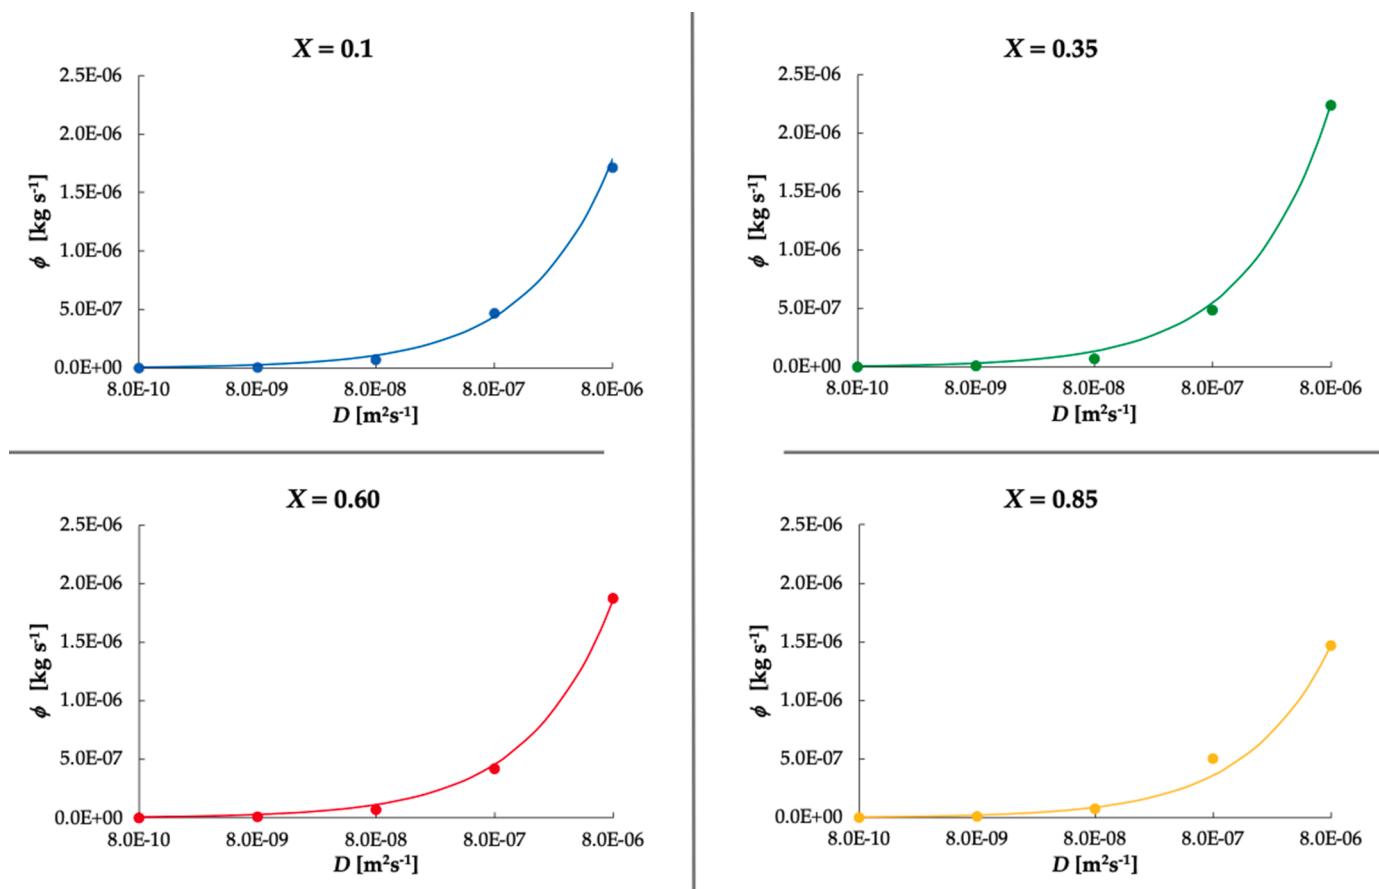 X = 0.1
2.5E-06
2.0E-06
1.5E-06
1.0E-06
5.0E-07
0.0E+00
ϕ [kg s⁻¹]
8.0E-10 8.0E-09 8.0E-08 8.0E-07 8.0E-06
D [m²s⁻¹]
X = 0.35
2.5E-06
2.0E-06
1.5E-06
1.0E-06
5.0E-07
0.0E+00
ϕ [kg s⁻¹]
8.0E-10 8.0E-09 8.0E-08 8.0E-07 8.0E-06
D [m²s⁻¹]
X = 0.60
2.5E-06
2.0E-06
1.5E-06
1.0E-06
5.0E-07
0.0E+00
ϕ [kg s⁻¹]
8.0E-10 8.0E-09 8.0E-08 8.0E-07 8.0E-06
D [m²s⁻¹]
X = 0.85
2.5E-06
2.0E-06
1.5E-06
1.0E-06
5.0E-07
0.0E+00
ϕ [kg s⁻¹]
8.0E-10 8.0E-09 8.0E-08 8.0E-07 8.0E-06
D [m²s⁻¹]